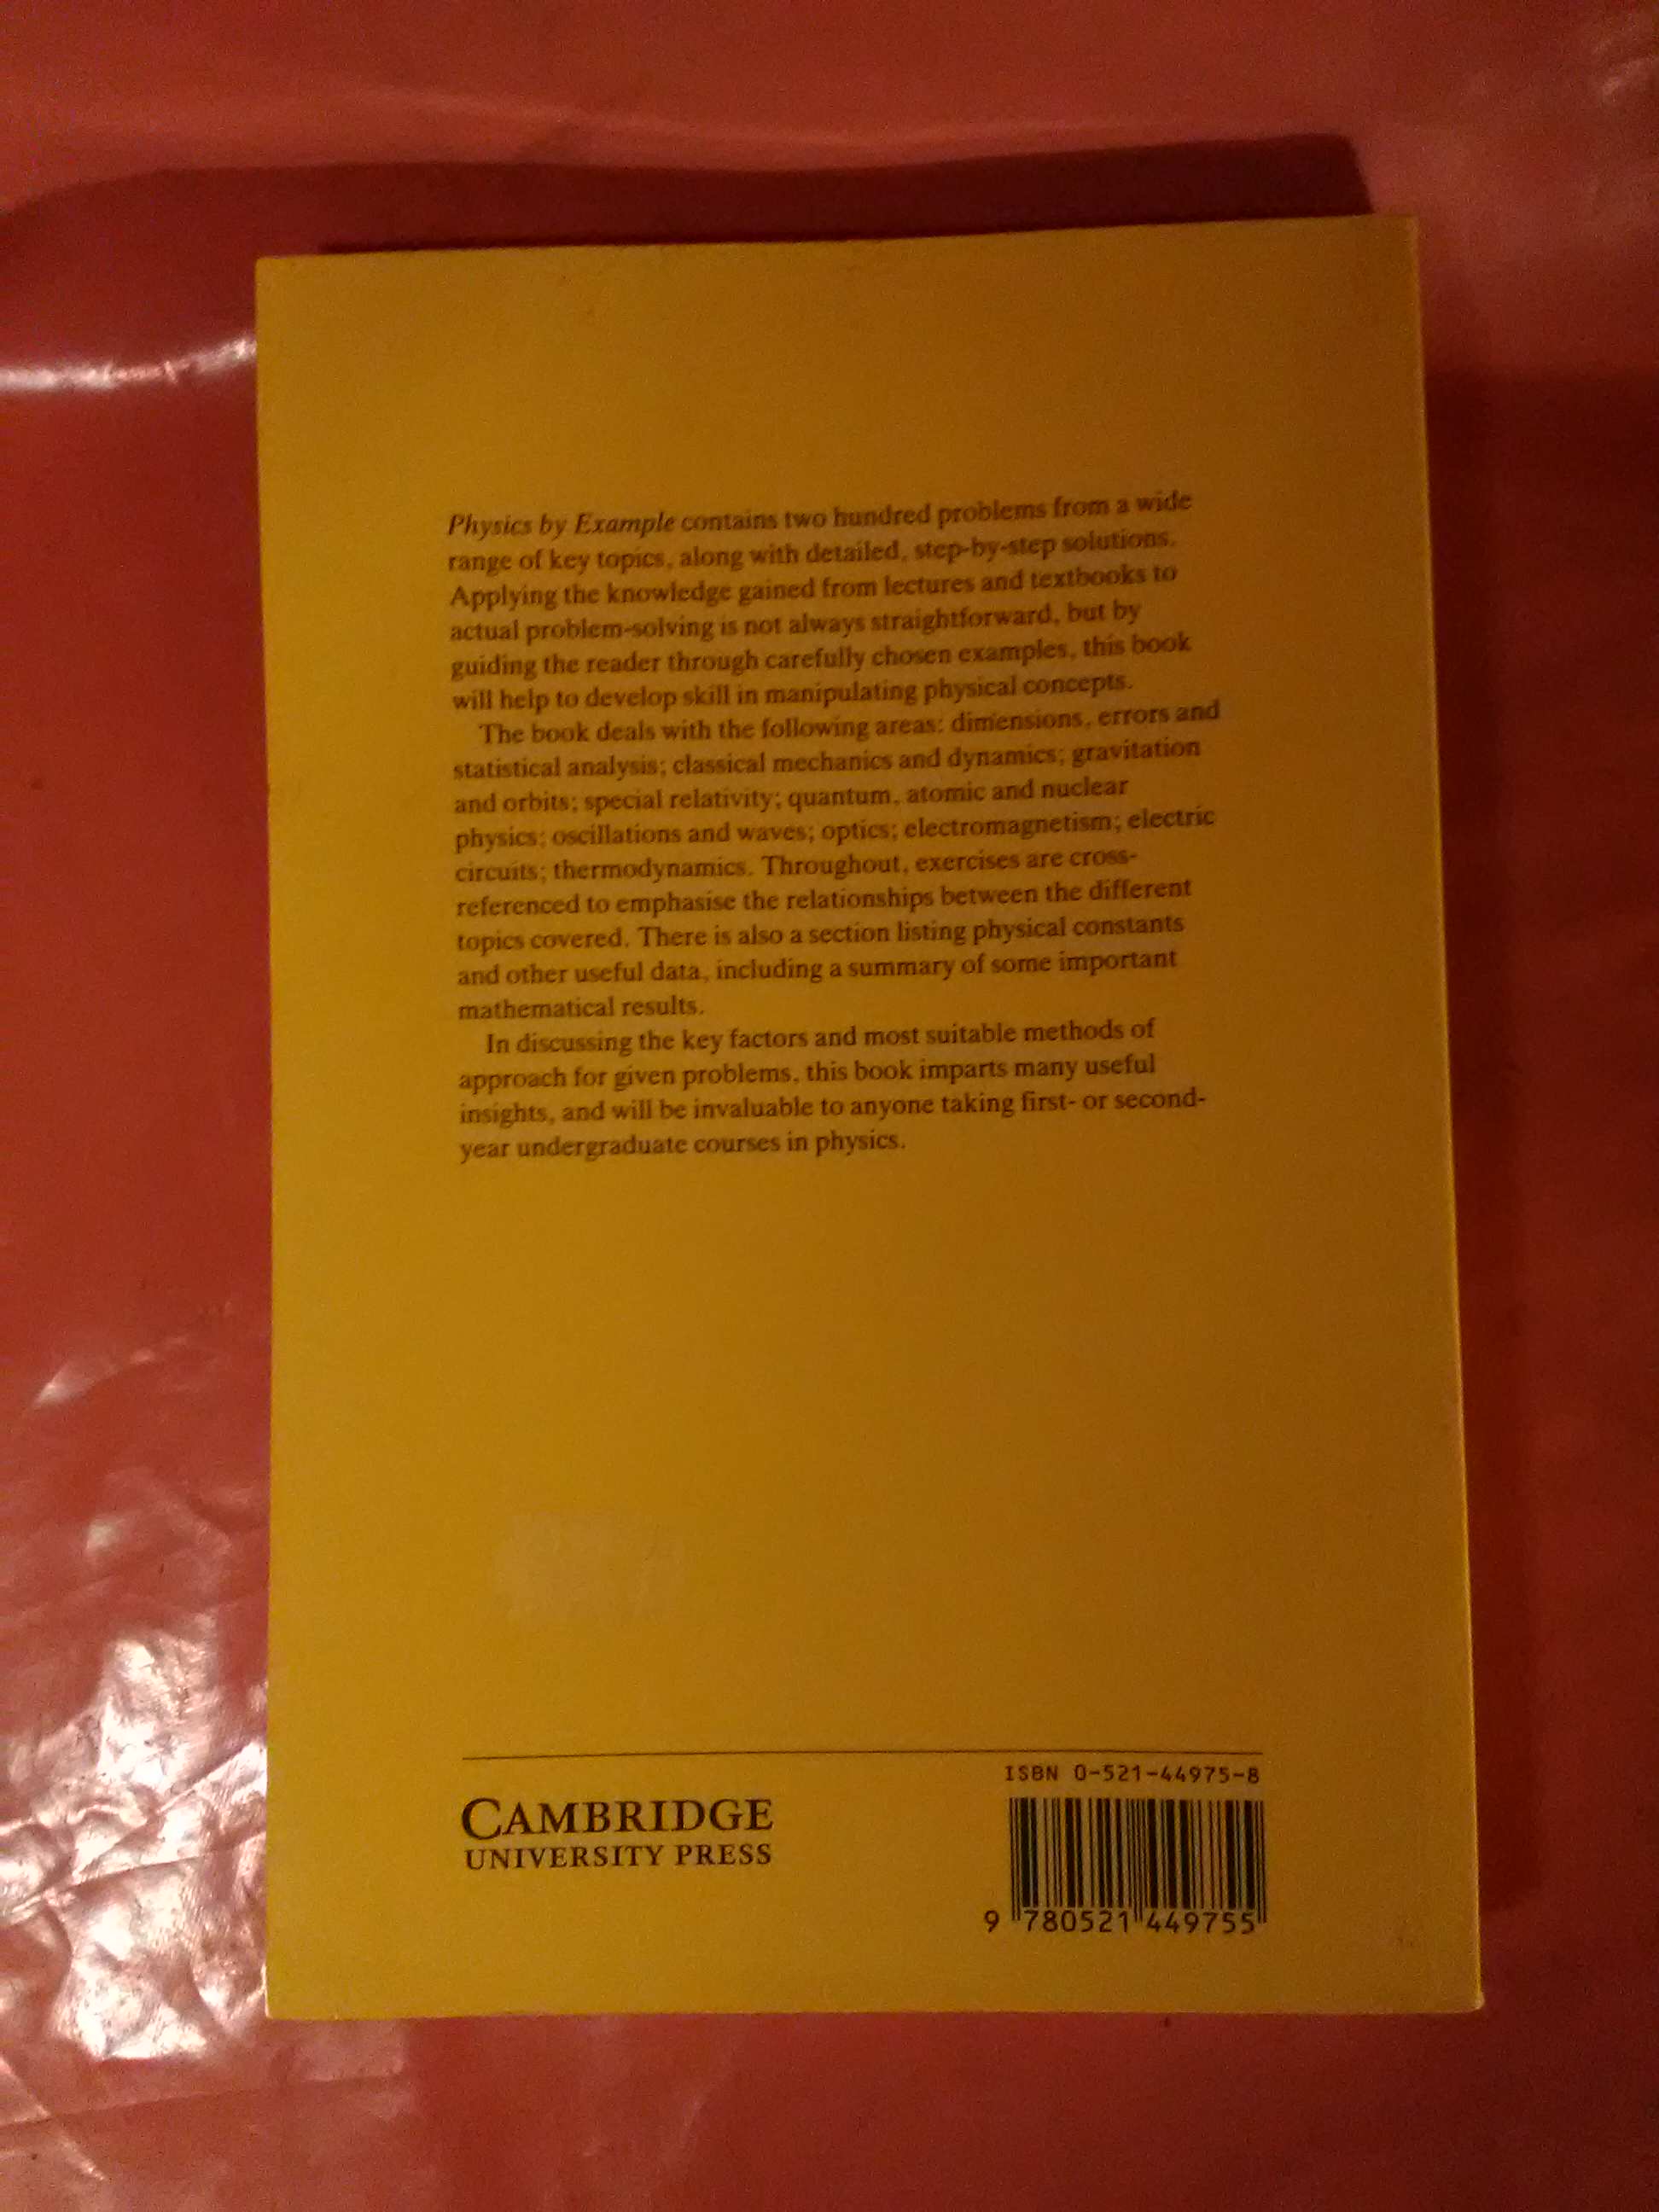 Physics by Example contains two hundred problems from a wide
range of key topics, along with detailed, step-by-step solutions.
Applying the knowledge gained from lectures and textbooks to
actual problem-solving is not always straightforward, but by
guiding the reader through carefully chosen examples, this book
will help to develop skill in manipulating physical concepts.
The book deals with the following areas: dimensions, errors and
statistical analysis; classical mechanics and dynamics; gravitation
and orbits; special relativity; quantum, atomic and nuclear
physics; oscillations and waves; optics; electromagnetism; electric
circuits; thermodynamics. Throughout, exercises are cross-
referenced to emphasise the relationships between the different
topics covered. There is also a section listing physical constants
and other useful data, including a summary of some important
mathematical results.
In discussing the key factors and most suitable methods of
approach for given problems, this book imparts many useful
insights, and will be invaluable to anyone taking first- or second-
year undergraduate courses in physics.
CAMBRIDGE
UNIVERSITY PRESS
ISBN 0-521-44975-8
9 780521 449755